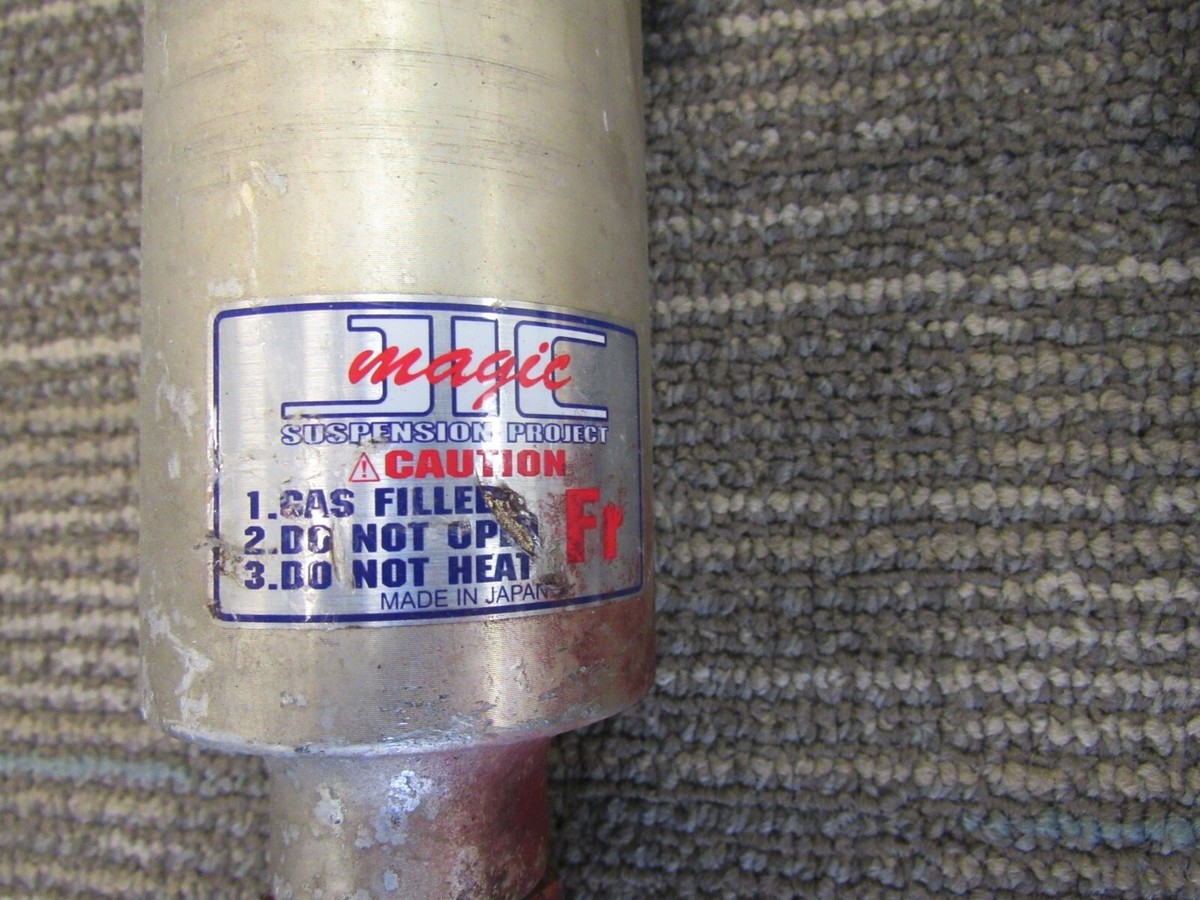 JIC
magic
SUSPENSION PROJECT
CAUTION
1.GAS FILLED
2.DO NOT OPEN
3.DO NOT HEAT
Fr
MADE IN JAPAN